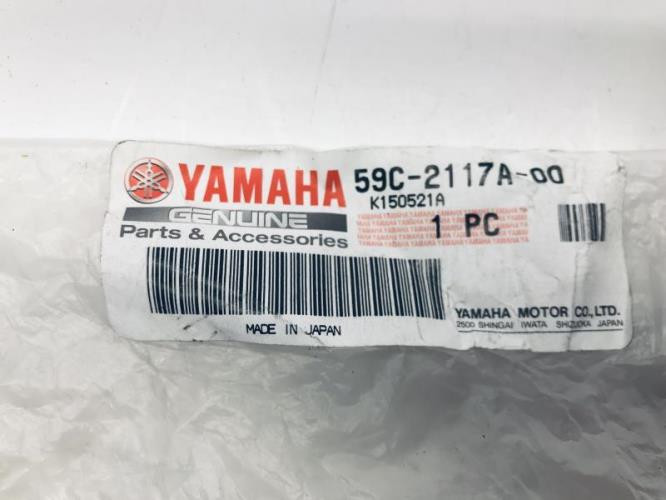 YAMAHA
GENUINE
Parts & Accessories
59C-2117A-00
K150521A
1 PC
MADE IN JAPAN
YAMAHA MOTOR CO.,LTD.
2500 SHINGAI IWATA SHIZUOKA JAPAN